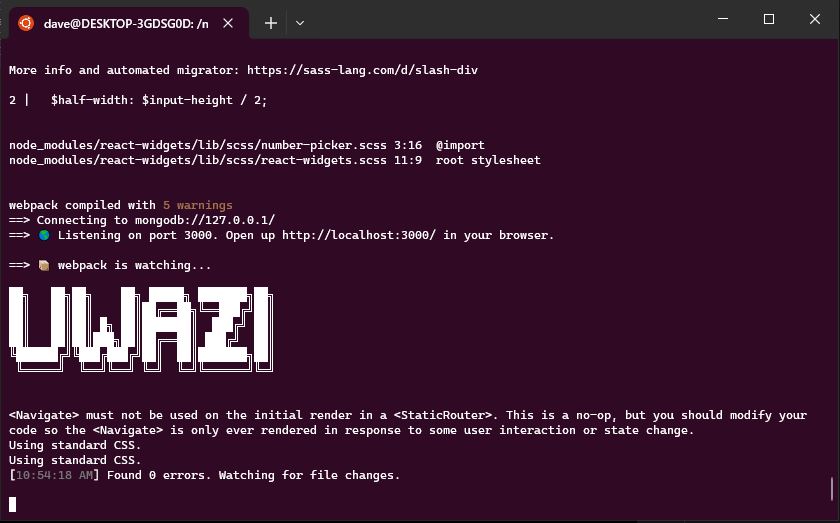 dave@DESKTOP-3GDSG0D: /n
More info and automated migrator: https://sass-lang.com/d/slash-div
2 |   $half-width: $input-height / 2;
node_modules/react-widgets/lib/scss/number-picker.scss 3:16  @import
node_modules/react-widgets/lib/scss/react-widgets.scss 11:9  root stylesheet
webpack compiled with 5 warnings
==> Connecting to mongodb://127.0.0.1/
==> 🌎 Listening on port 3000. Open up http://localhost:3000/ in your browser.
==> 📦 webpack is watching...
UWAZI
<Navigate> must not be used on the initial render in a <StaticRouter>. This is a no-op, but you should modify your
code so the <Navigate> is only ever rendered in response to some user interaction or state change.
Using standard CSS.
Using standard CSS.
[10:54:18 AM] Found 0 errors. Watching for file changes.